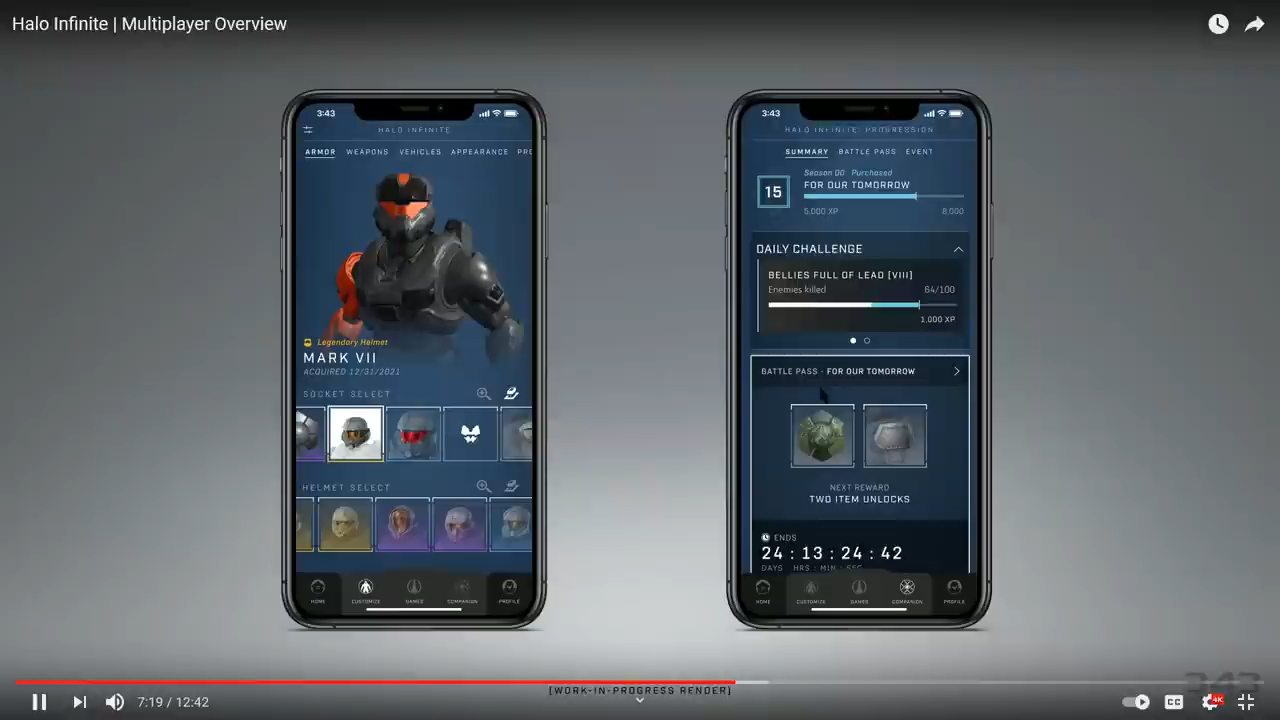 Halo Infinite | Multiplayer Overview
3:43
HALO INFINITE
ARMOR WEAPONS VEHICLES APPEARANCE PRO
Legendary Helmet
MARK VII
ACQUIRED 12/31/2021
SOCKET SELECT
HELMET SELECT
HOME CUSTOMIZE GAMES COMPANION PROFILE
3:43
HALO INFINITE: PROGRESSION
SUMMARY BATTLE PASS EVENT
15
Season 00 Purchased
FOR OUR TOMORROW
5,000 XP 8,000
DAILY CHALLENGE
BELLIES FULL OF LEAD [VIII]
Enemies killed 64/100
1,000 XP
BATTLE PASS - FOR OUR TOMORROW
NEXT REWARD
TWO ITEM UNLOCKS
ENDS
24 : 13 : 24 : 42
DAYS HRS : MIN : SEC
HOME CUSTOMIZE GAMES COMPANION PROFILE
343
[WORK-IN-PROGRESS RENDER]
7:19 / 12:42
CC
4K